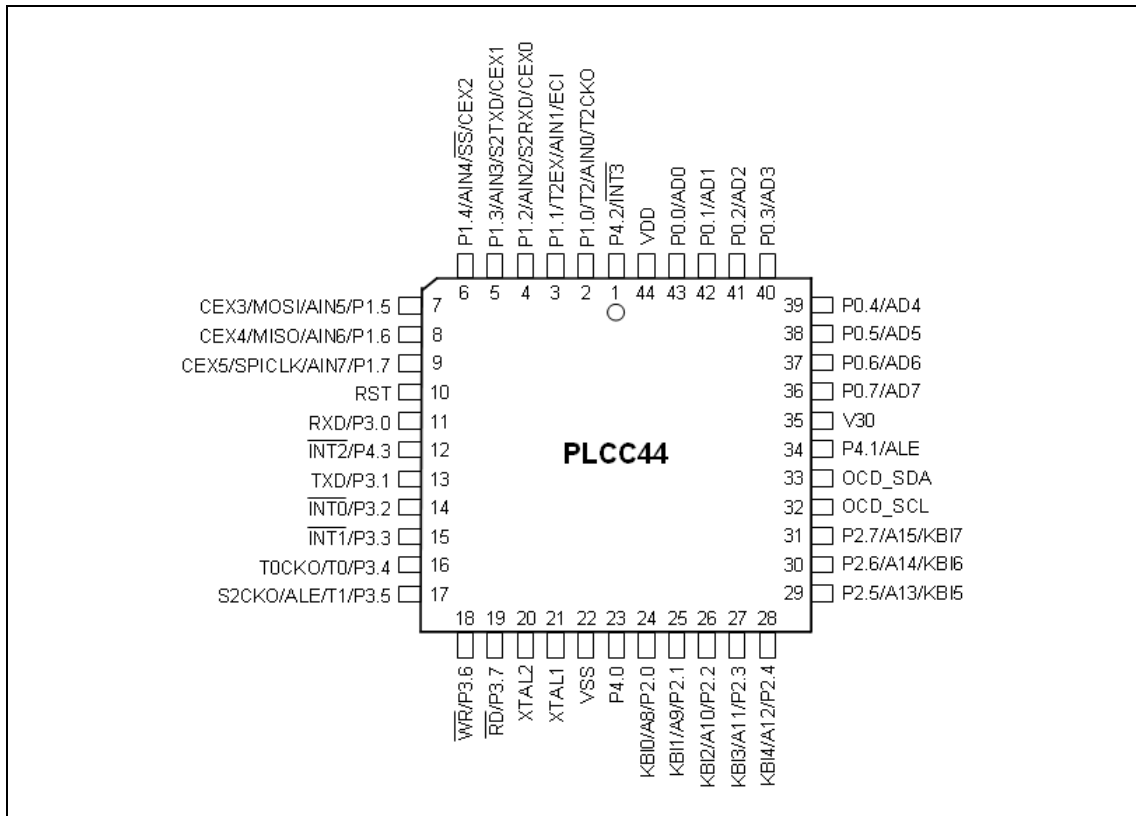 P1.4/AIN4/S̅S̅/CEX2
P1.3/AIN3/S2TXD/CEX1
P1.2/AIN2/S2RXD/CEX0
P1.1/T2EX/AIN1/ECI
P1.0/T2/AIN0/T2CKO
P4.2/I̅N̅T̅3̅
VDD
P0.0/AD0
P0.1/AD1
P0.2/AD2
P0.3/AD3
6 5 4 3 2 1 44 43 42 41 40
CEX3/MOSI/AIN5/P1.5 7
CEX4/MISO/AIN6/P1.6 8
CEX5/SPICLK/AIN7/P1.7 9
RST 10
RXD/P3.0 11
I̅N̅T̅2̅/P4.3 12
TXD/P3.1 13
I̅N̅T̅0̅/P3.2 14
I̅N̅T̅1̅/P3.3 15
T0CKO/T0/P3.4 16
S2CKO/ALE/T1/P3.5 17
PLCC44
39 P0.4/AD4
38 P0.5/AD5
37 P0.6/AD6
36 P0.7/AD7
35 V30
34 P4.1/ALE
33 OCD_SDA
32 OCD_SCL
31 P2.7/A15/KBI7
30 P2.6/A14/KBI6
29 P2.5/A13/KBI5
18 19 20 21 22 23 24 25 26 27 28
W̅R̅/P3.6
R̅D̅/P3.7
XTAL2
XTAL1
VSS
P4.0
KBI0/A8/P2.0
KBI1/A9/P2.1
KBI2/A10/P2.2
KBI3/A11/P2.3
KBI4/A12/P2.4